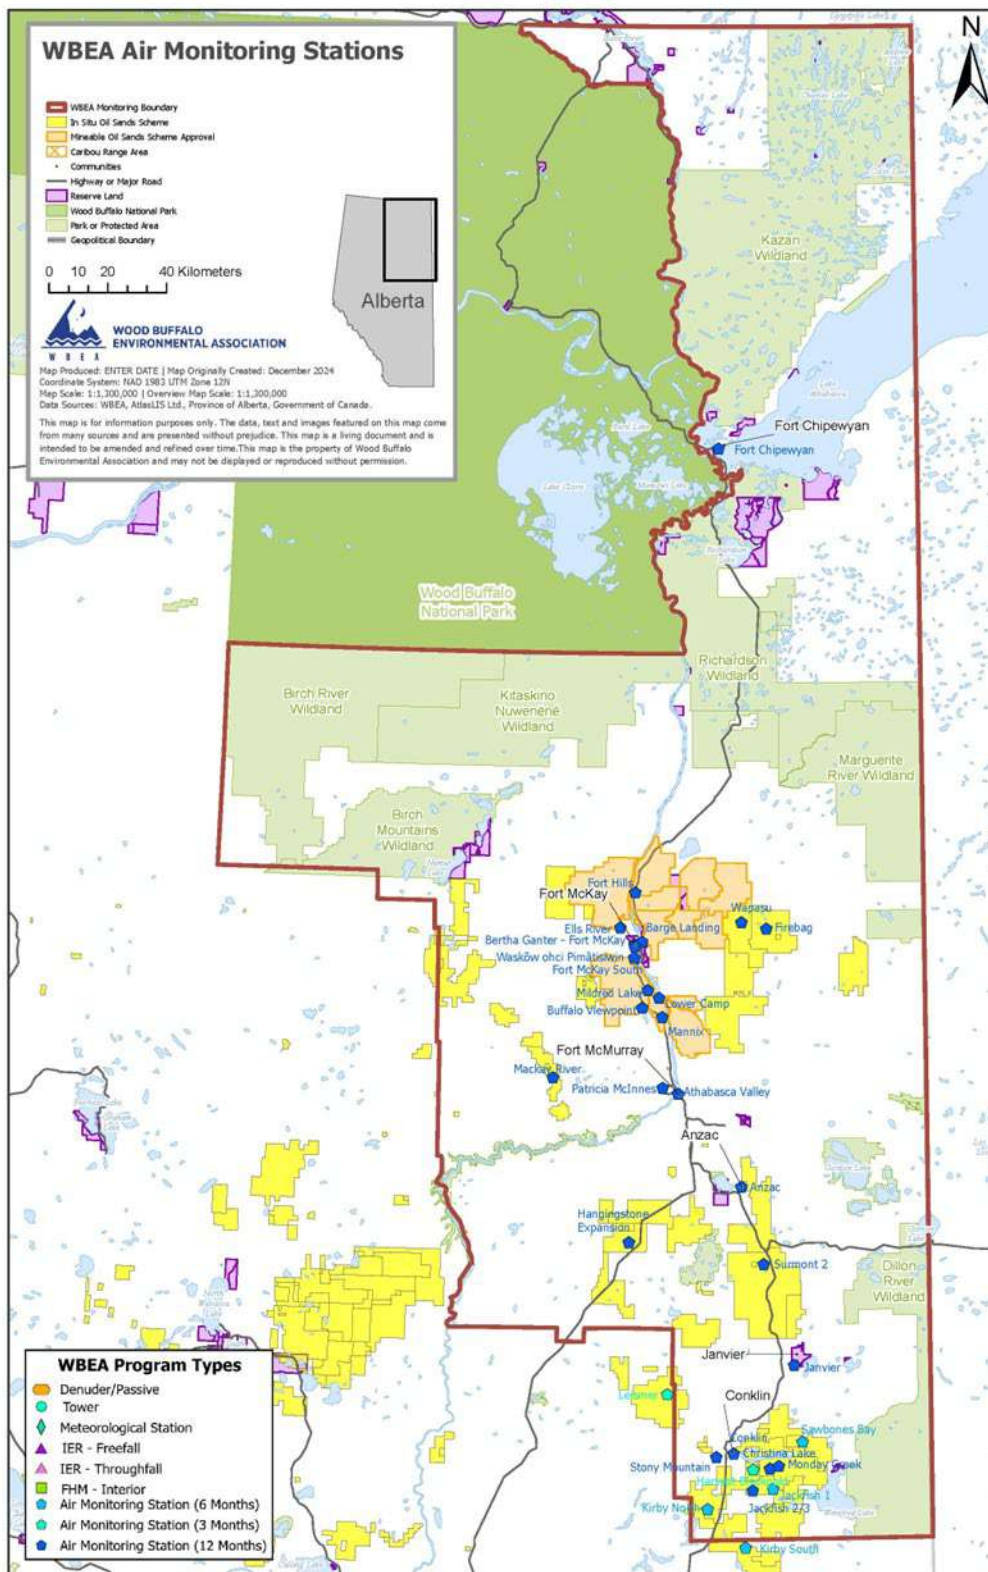 WBEA Air Monitoring Stations
WBEA Monitoring Boundary
In Situ Oil Sands Scheme
Mineable Oil Sands Scheme Approval
Caribou Range Area
Communities
Highway or Major Road
Reserve Land
Wood Buffalo National Park
Park or Protected Area
Geopolitical Boundary
0 10 20 40 Kilometers
Alberta
WBEA
WOOD BUFFALO
ENVIRONMENTAL ASSOCIATION
Map Produced: ENTER DATE | Map Originally Created: December 2024
Coordinate System: NAD 1983 UTM Zone 12N
Map Scale: 1:1,300,000 | Overview Map Scale: 1:1,300,000
Data Sources: WBEA, AtlasLIS Ltd., Province of Alberta, Government of Canada.
This map is for information purposes only. The data, text and images featured on this map come
from many sources and are presented without prejudice. This map is a living document and is
intended to be amended and refined over time.This map is the property of Wood Buffalo
Environmental Association and may not be displayed or reproduced without permission.
N
Kazan
Wildland
Lake
Athabasca
Fort Chipewyan
Fort Chipewyan
Lake Claire
Mamawi Lake
Wood Buffalo
National Park
Richardson
Wildland
Birch River
Wildland
Kitaskino
Nuwenëné
Wildland
Marguerite
River Wildland
Birch
Mountains
Wildland
Fort Hills
Fort McKay
Wapasu
Ells River
Barge Landing
Firebag
Bertha Ganter - Fort McKay
Waskōw ohci Pimâtisiwin
Fort McKay South
Mildred Lake
Lower Camp
Buffalo Viewpoint
Mannix
Fort McMurray
Mackay River
Patricia McInnes
Athabasca Valley
Anzac
Anzac
Hangingstone
Expansion
Surmont 2
Dillon
River
Wildland
Janvier
Janvier
Leismer
Conklin
Conklin
Sawbones Bay
Christina Lake
Stony Mountain
Monday Creek
Jackfish 1
Kirby North
Jackfish 2/3
Kirby South
WBEA Program Types
Denuder/Passive
Tower
Meteorological Station
IER - Freefall
IER - Throughfall
FHM - Interior
Air Monitoring Station (6 Months)
Air Monitoring Station (3 Months)
Air Monitoring Station (12 Months)